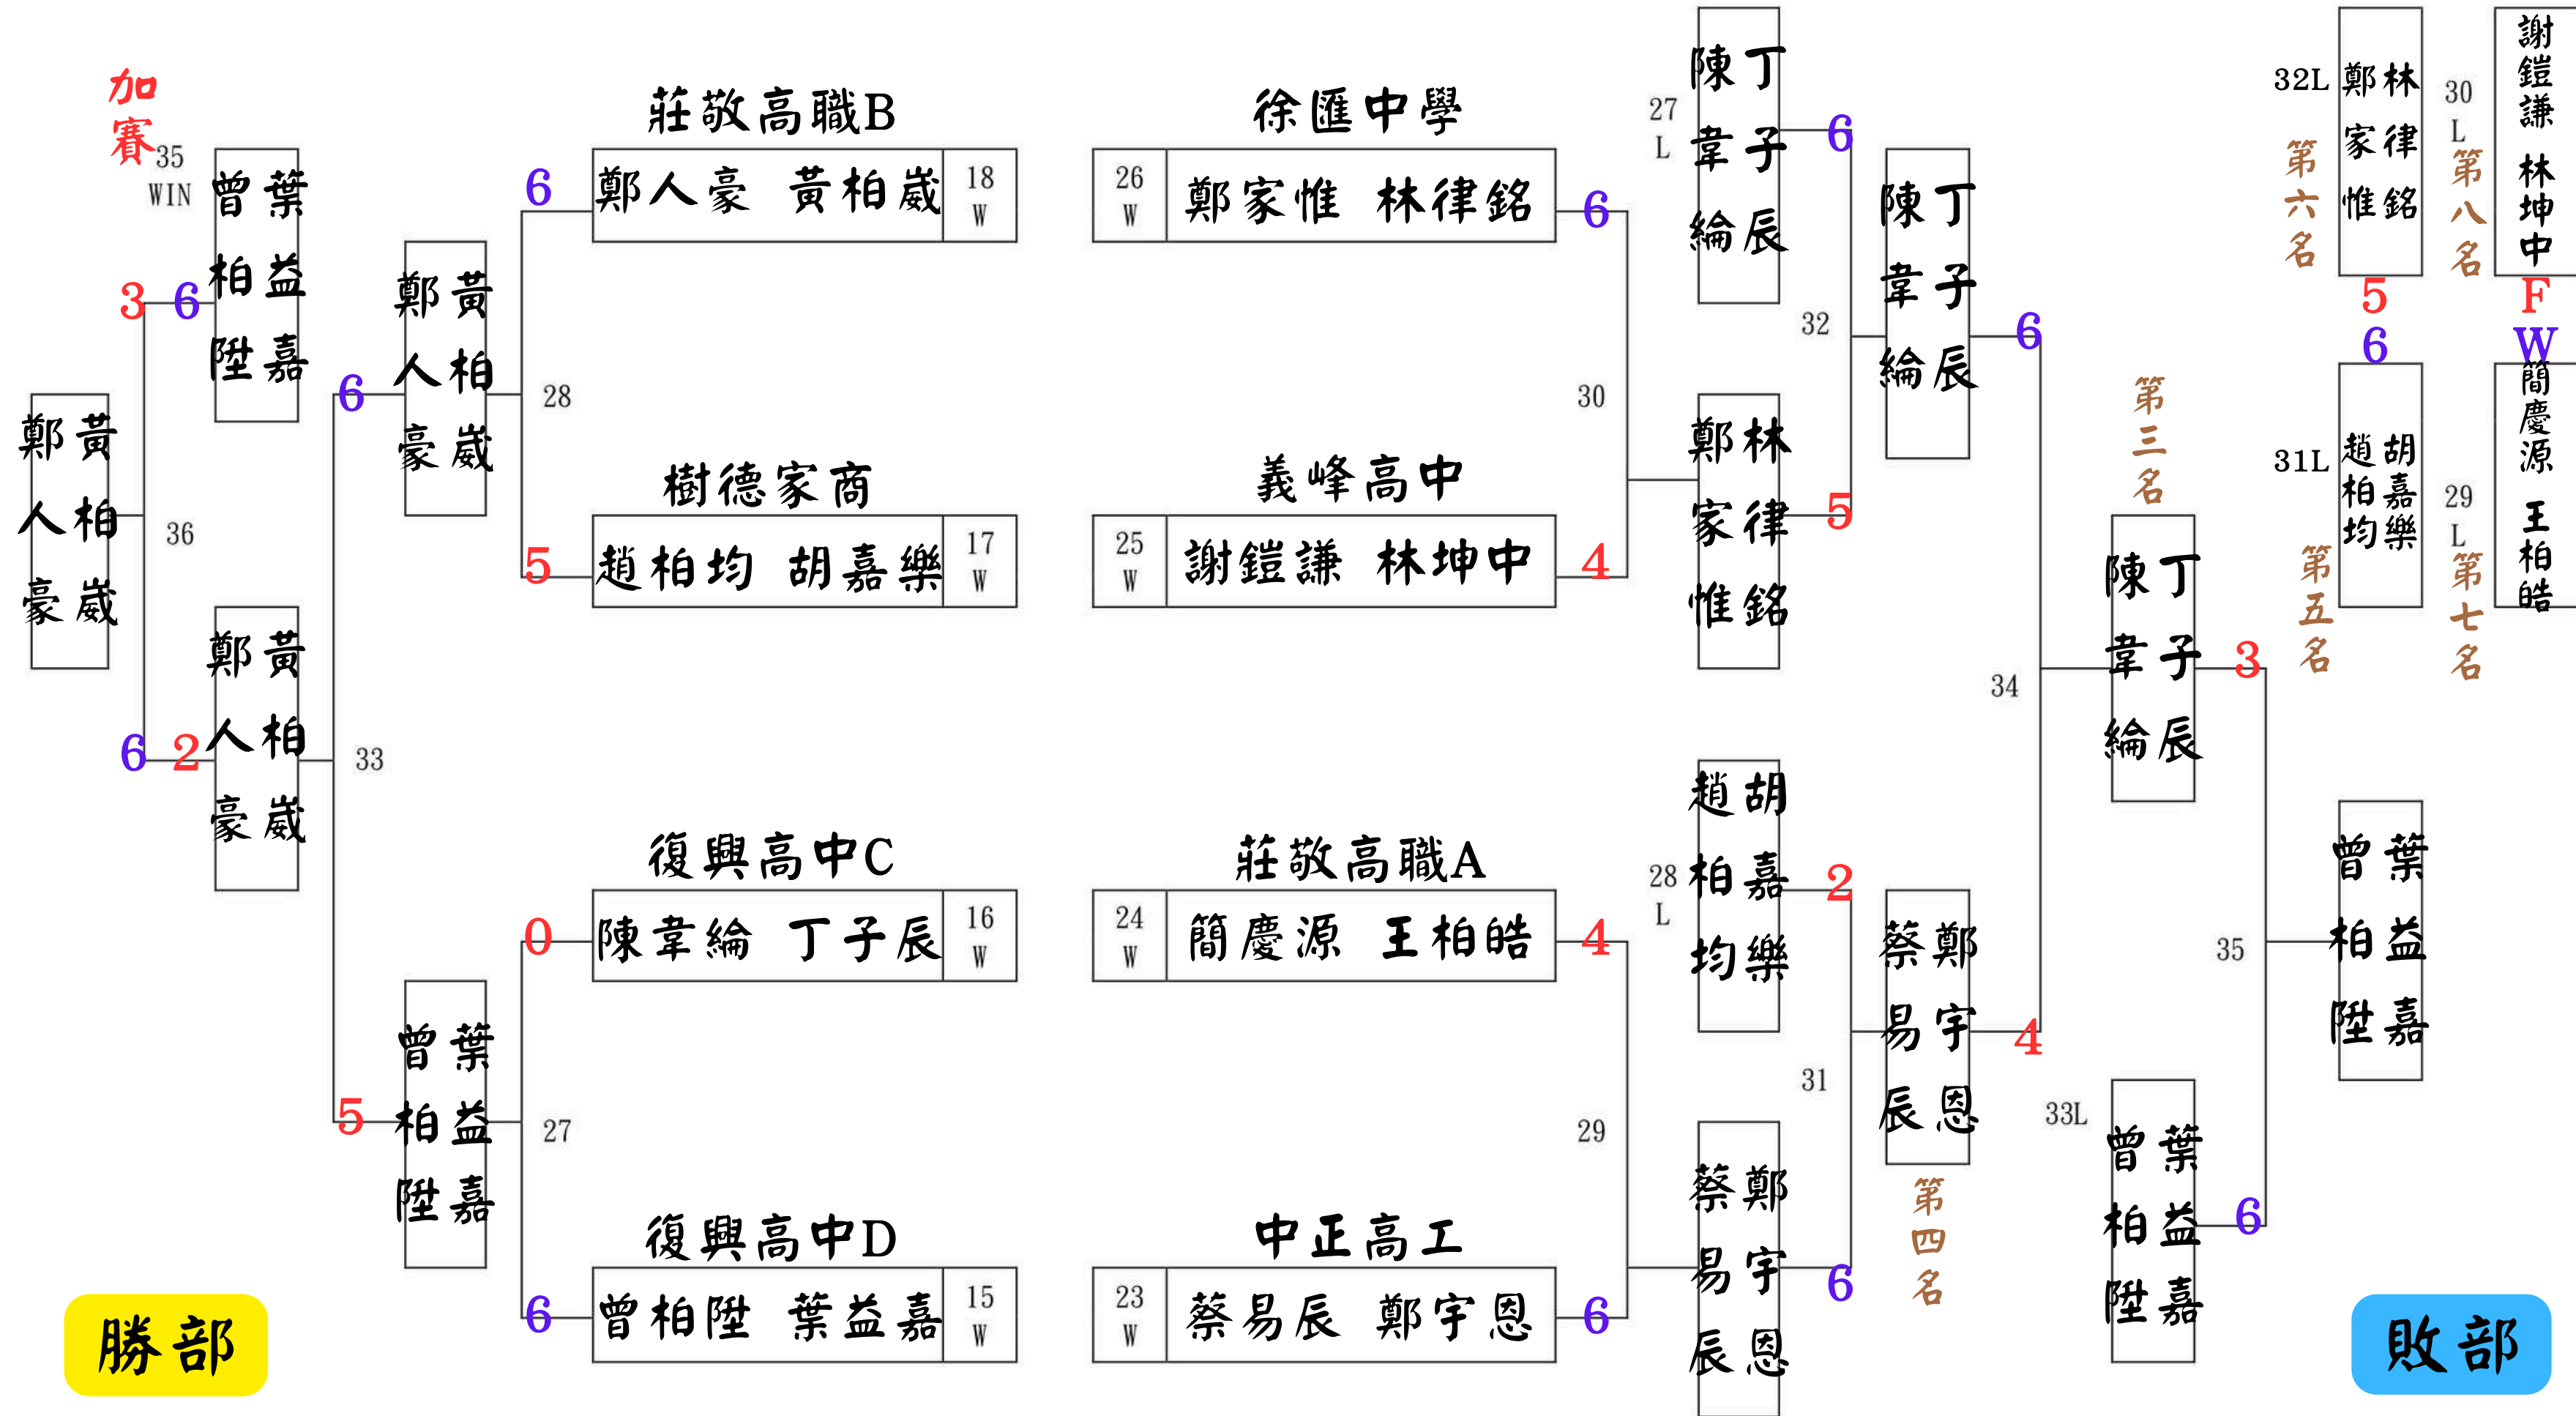 加賽
35
WIN
曾柏陞 葉益嘉
3
6
鄭人豪 黃柏崴
36
6
2
鄭人豪 黃柏崴
6
33
5
鄭人豪 黃柏崴
28
曾柏陞 葉益嘉
27
莊敬高職B
6
鄭人豪 黃柏崴
18
W
樹德家商
5
趙柏均 胡嘉樂
17
W
復興高中C
0
陳韋綸 丁子辰
16
W
復興高中D
6
曾柏陞 葉益嘉
15
W
勝部
徐匯中學
26
W
鄭家惟 林律銘
6
30
義峰高中
25
W
謝鎧謙 林坤中
4
莊敬高職A
24
W
簡慶源 王柏皓
4
29
中正高工
23
W
蔡易辰 鄭宇恩
6
27
L
陳韋綸 丁子辰
6
32
鄭家惟 林律銘
5
28
L
趙柏均 胡嘉樂
2
31
蔡易辰 鄭宇恩
6
陳韋綸 丁子辰
6
34
蔡易辰 鄭宇恩
4
第四名
第三名
陳韋綸 丁子辰
3
35
33L
曾柏陞 葉益嘉
6
曾柏陞 葉益嘉
32L
鄭家惟 林律銘
第六名
5
6
31L
趙柏均 胡嘉樂
第五名
30
L
謝鎧謙 林坤中
第八名
F
W
29
L
簡慶源 王柏皓
第七名
敗部